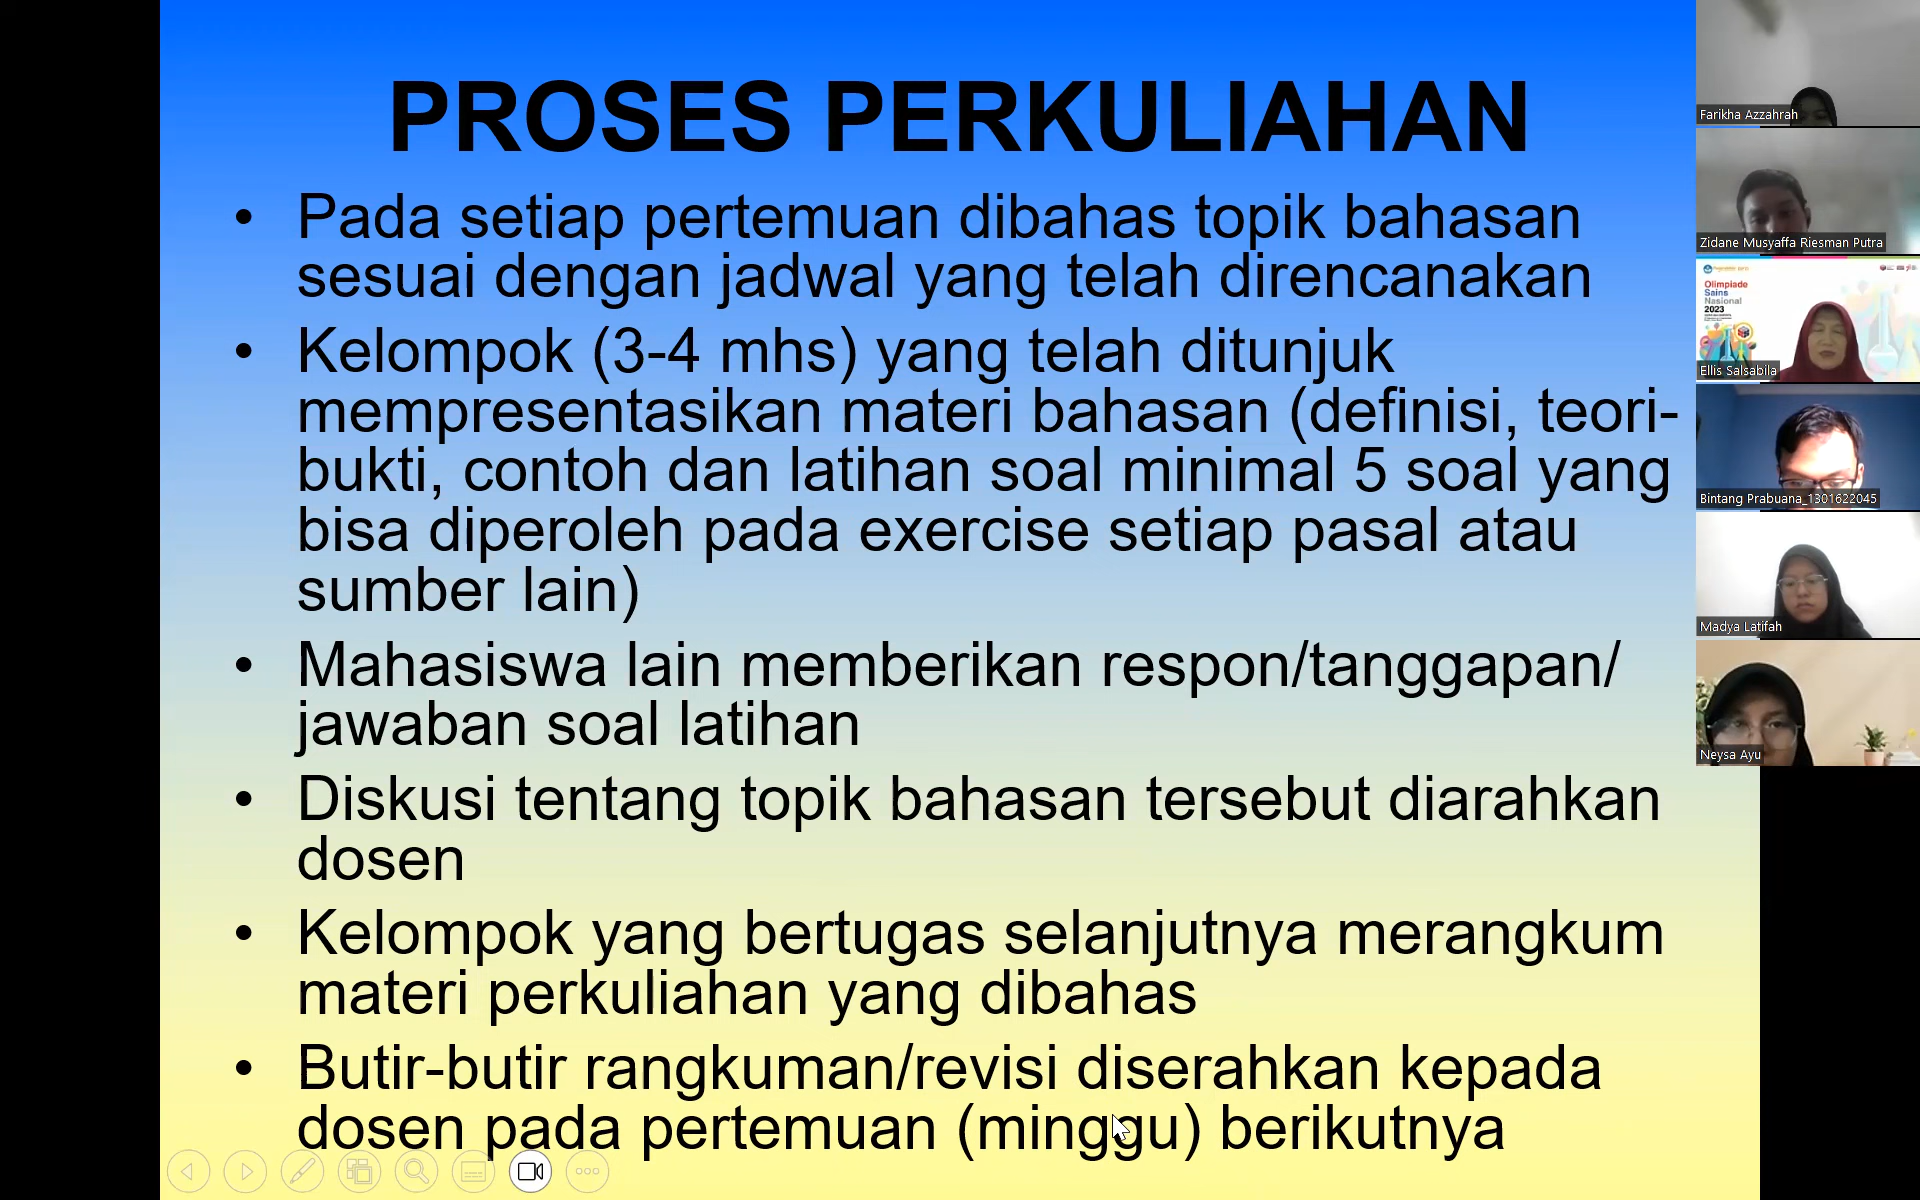 PROSES PERKULIAHAN
• Pada setiap pertemuan dibahas topik bahasan
sesuai dengan jadwal yang telah direncanakan
• Kelompok (3-4 mhs) yang telah ditunjuk
mempresentasikan materi bahasan (definisi, teori-
bukti, contoh dan latihan soal minimal 5 soal yang
bisa diperoleh pada exercise setiap pasal atau
sumber lain)
• Mahasiswa lain memberikan respon/tanggapan/
jawaban soal latihan
• Diskusi tentang topik bahasan tersebut diarahkan
dosen
• Kelompok yang bertugas selanjutnya merangkum
materi perkuliahan yang dibahas
• Butir-butir rangkuman/revisi diserahkan kepada
dosen pada pertemuan (minggu) berikutnya
Farikha Azzahrah
Zidane Musyaffa Riesman Putra
Olimpiade
Sains
Nasional
2023
Ellis Salsabila
Bintang Prabuana_1301622045
Madya Latifah
Neysa Ayu